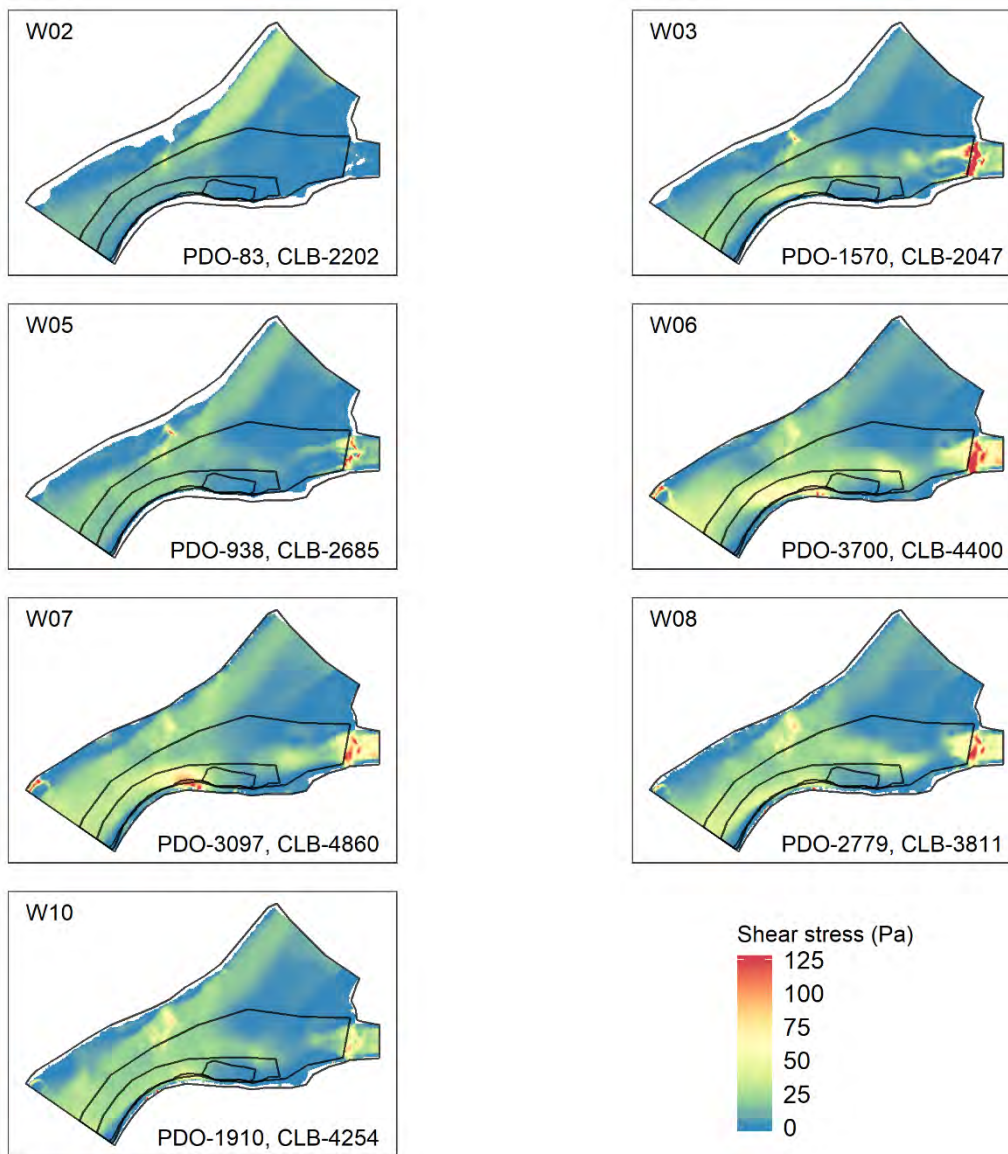 W02
PDO-83, CLB-2202
W03
PDO-1570, CLB-2047
W05
PDO-938, CLB-2685
W06
PDO-3700, CLB-4400
W07
PDO-3097, CLB-4860
W08
PDO-2779, CLB-3811
W10
PDO-1910, CLB-4254
Shear stress (Pa)
125
100
75
50
25
0